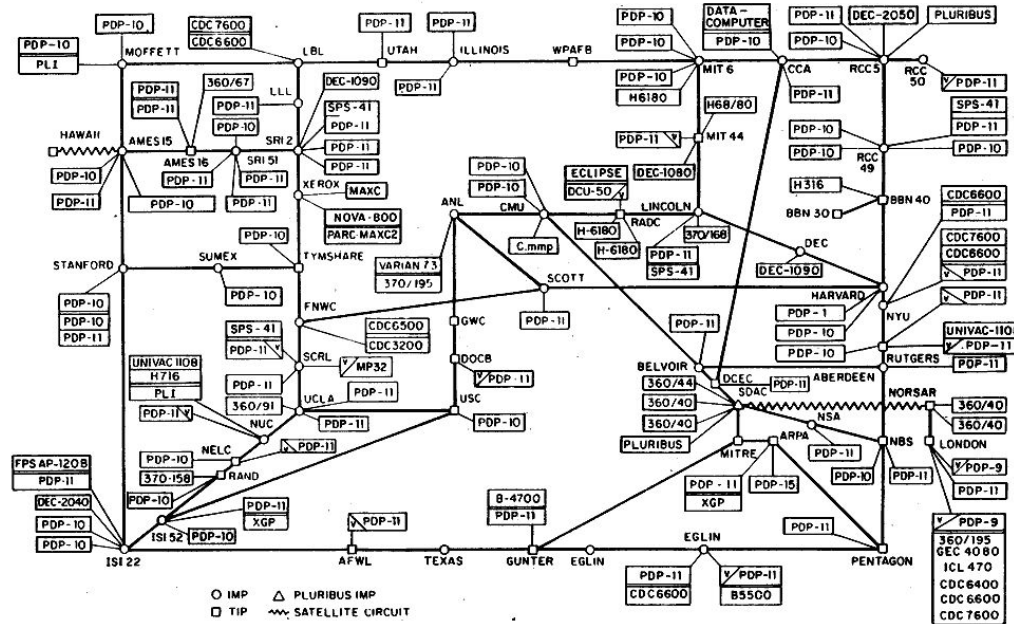 PDP-10
CDC7600
CDC6600
PDP-11
PDP-11
PDP-10
DATA-
COMPUTER
PDP-10
PDP-11
DEC-2050
PLURIBUS
PDP-10
PLI
PDP-10
PDP-10
MOFFETT
LBL
UTAH
ILLINOIS
WPAFB
MIT 6
CCA
RCC5
RCC
50
PDP-11
PDP-10
H6180
PDP-11
PDP-11
PDP-11
PDP-11
360/67
LLL
PDP-11
DEC-1090
SPS-41
PDP-11
PDP-11
PDP-11
H68/80
SPS-41
PDP-11
PDP-10
PDP-10
PDP-10
RCC
49
HAWAII
AMES15
AMES16
PDP-10
SRI 2
SRI 51
PDP-11
MIT 44
PDP-10
PDP-11
PDP-11
PDP-11
PDP-10
XEROX
MAXC
NOVA-800
PARC-MAXC2
PDP-10
PDP-10
ECLIPSE
DCU-50
DEC-1080
H316
BBN 30
BBN 40
CDC6600
PDP-11
CDC7600
CDC6600
PDP-11
PDP-11
ANL
CMU
RADC
LINCOLN
C.mmp
H-6180
H-6180
370/168
PDP-11
SPS-41
DEC
DEC-1090
PDP-10
STANFORD
SUMEX
TYMSHARE
VARIAN 73
370/195
SCOTT
HARVARD
PDP-10
PDP-10
PDP-11
PDP-10
PDP-11
PDP-1
PDP-10
NYU
FNWC
CDC6500
CDC3200
GWC
PDP-11
PDP-10
UNIVAC-1108
PDP-11
PDP-11
RUTGERS
SPS-41
PDP-11
SCRL
MP32
DOCB
PDP-11
BELVOIR
DCEC
PDP-11
ABERDEEN
UNIVAC 1108
H716
PLI
PDP-11
PDP-11
360/91
UCLA
PDP-11
PDP-11
USC
PDP-10
360/44
360/40
360/40
PLURIBUS
SDAC
NSA
PDP-11
NORSAR
360/40
360/40
NUC
NELC
PDP-11
PDP-10
370-158
RAND
PDP-10
MITRE
ARPA
NBS
PDP-10
PDP-11
LONDON
PDP-9
PDP-11
FPS AP-120B
PDP-11
DEC-2040
PDP-10
PDP-10
PDP-11
XGP
PDP-10
ISI 52
B-4700
PDP-11
PDP-11
XGP
PDP-15
PDP-11
PDP-9
360/195
GEC 4080
ICL 470
CDC6400
CDC6600
CDC7600
PDP-11
ISI 22
AFWL
TEXAS
GUNTER
EGLIN
EGLIN
PENTAGON
PDP-11
CDC6600
PDP-11
B5500
IMP
PLURIBUS IMP
TIP
SATELLITE CIRCUIT